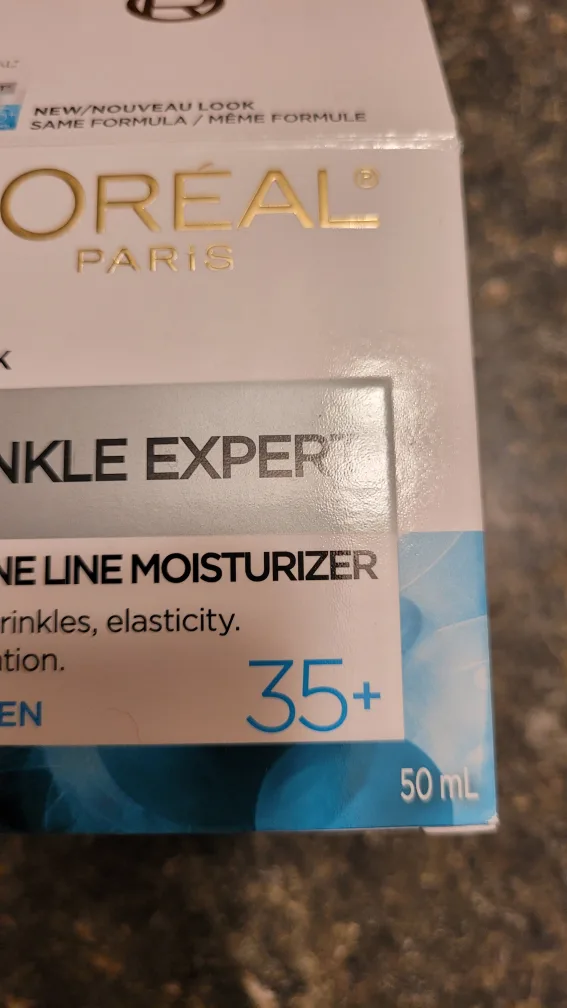 NEW/NOUVEAU LOOK
SAME FORMULA / MÊME FORMULE
ORÉAL®
PARIS
K
NKLE EXPERT
NE LINE MOISTURIZER
rinkles, elasticity.
ation.
EN
35+
50 mL